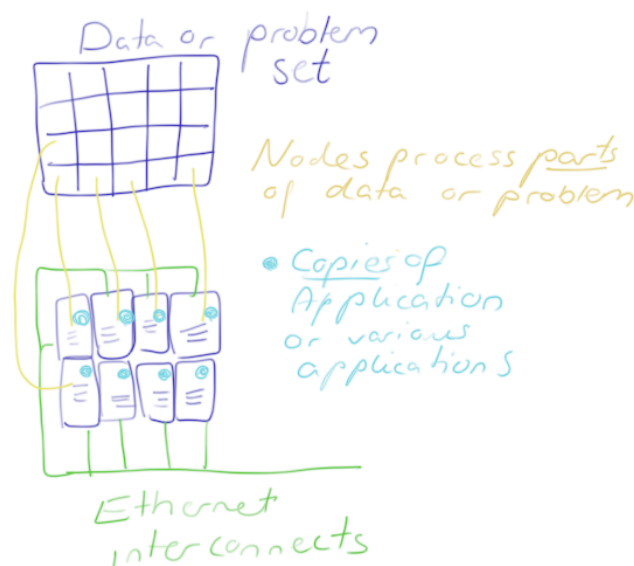 Data or problem
set
Nodes process parts
of data or problem
Copies of
Application
or various
applications
Ethernet
interconnects